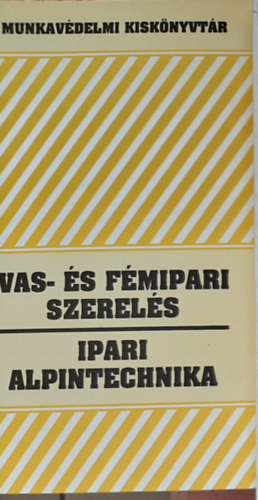 MUNKAVÉDELMI KISKÖNYVTÁR
VAS- ÉS FÉMIPARI
SZERELÉS
IPARI
ALPINTECHNIKA